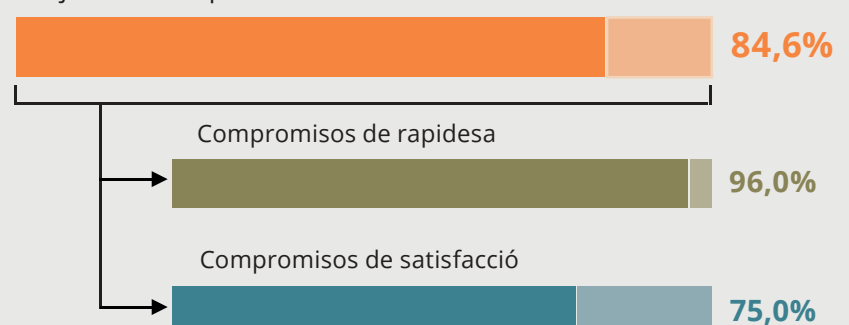 84,6%
Compromisos de rapidesa
96,0%
Compromisos de satisfacció
75,0%